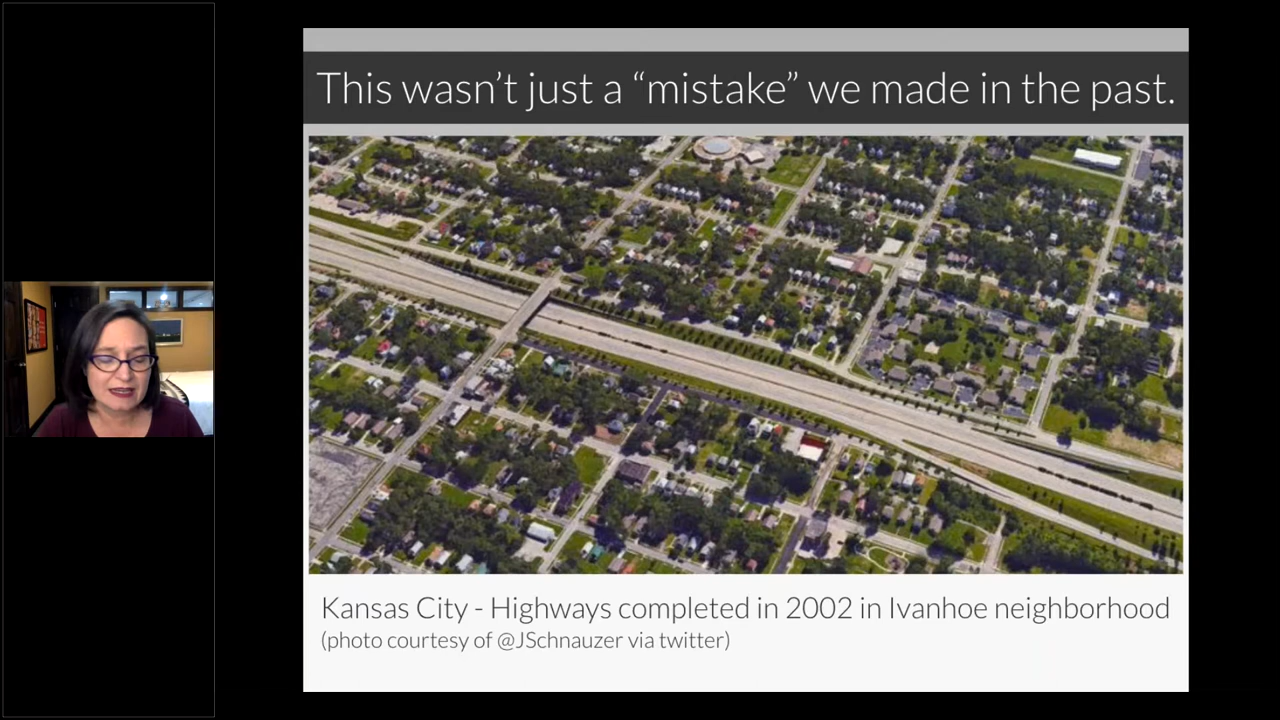 This wasn't just a “mistake” we made in the past.
Kansas City - Highways completed in 2002 in Ivanhoe neighborhood
(photo courtesy of @JSchnauzer via twitter)